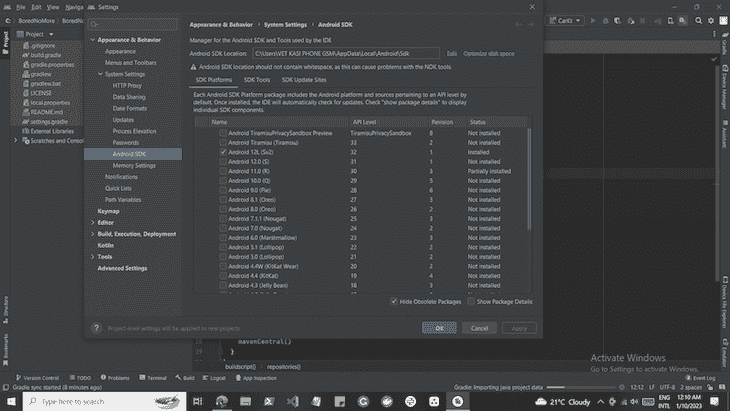 File Edit View Navi
Settings
BoredNoMore
Project
.gitignore
build.gradle
gradle.properties
gradlew
gradlew.bat
LICENSE
local.properties
README.md
settings.gradle
External Libraries
Scratches and Consol
Appearance & Behavior
Appearance
Menus and Toolbars
System Settings
HTTP Proxy
Data Sharing
Date Formats
Updates
Process Elevation
Passwords
Android SDK
Memory Settings
Notifications
Quick Lists
Path Variables
Keymap
Editor
Build, Execution, Deployment
Kotlin
Tools
Advanced Settings
Appearance & Behavior > System Settings > Android SDK
Manager for the Android SDK and Tools used by the IDE
Android SDK Location: C:\Users\VET KASI PHONE GSM\AppData\Local\Android\Sdk Edit Optimize disk space
Android SDK location should not contain whitespace, as this can cause problems with the NDK tools.
SDK Platforms SDK Tools SDK Update Sites
Each Android SDK Platform package includes the Android platform and sources pertaining to an API level by
default. Once installed, the IDE will automatically check for updates. Check "show package details" to display
individual SDK components.
Name API Level Revision Status
Android TiramisuPrivacySandbox Preview TiramisuPrivacySandbox 8 Not installed
Android Tiramisu (Tiramisu) 33 2 Not installed
Android 12L (Sv2) 32 1 Installed
Android 12.0 (S) 31 1 Not installed
Android 11.0 (R) 30 3 Partially installed
Android 10.0 (Q) 29 5 Not installed
Android 9.0 (Pie) 28 6 Not installed
Android 8.1 (Oreo) 27 3 Not installed
Android 8.0 (Oreo) 26 2 Not installed
Android 7.1.1 (Nougat) 25 3 Not installed
Android 7.0 (Nougat) 24 2 Not installed
Android 6.0 (Marshmallow) 23 3 Not installed
Android 5.1 (Lollipop) 22 2 Not installed
Android 5.0 (Lollipop) 21 2 Not installed
Android 4.4W (KitKat Wear) 20 2 Not installed
Android 4.4 (KitKat) 19 4 Not installed
Android 4.3 (Jelly Bean) 18 3 Not installed
Hide Obsolete Packages Show Package Details
Project-level settings will be applied to new projects
OK Cancel Apply
mavenCentral()
}
buildscript{} repositories{}
Activate Windows
Go to Settings to activate Windows.
Project
Structure
Bookmarks
Gradle
Device Manager
Device File Explorer
Emulator
Version Control TODO Problems Terminal Build Logcat App Inspection Event Log
Gradle sync started (8 minutes ago) Gradle: Importing project data 12:12 LF UTF-8 2 spaces
Type here to search
21°C Cloudy
ENG
INTL
12:10 AM
1/10/2023